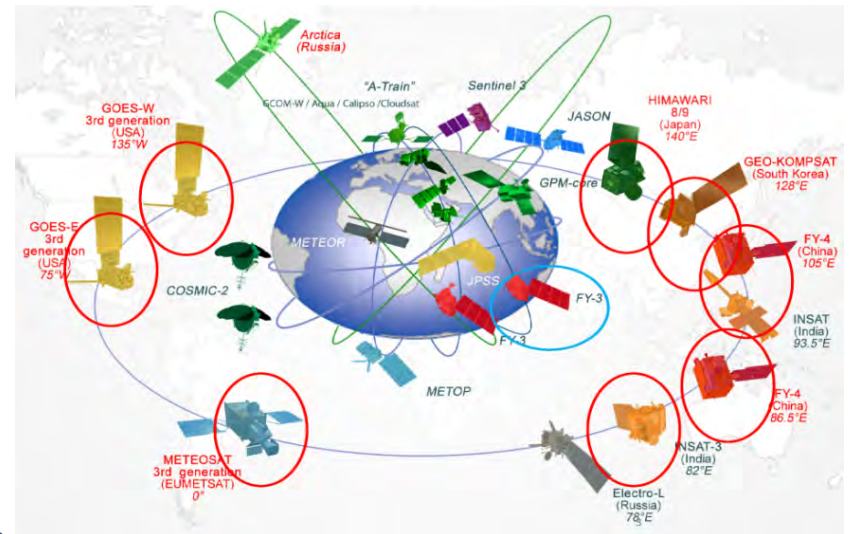 Arctica
(Russia)
"A-Train"
GCOM-W / Aqua / Calipso /Cloudsat
Sentinel 3
JASON
GOES-W
3rd generation
(USA)
135°W
HIMAWARI
8/9
(Japan)
140°E
GEO-KOMPSAT
(South Korea)
128°E
GPM-core
GOES-E
3rd
generation
(USA)
75°W
METEOR
FY-4
(China)
105°E
COSMIC-2
JPSS
FY-3
FY-3
INSAT
(India)
93.5°E
METOP
FY-4
(China)
86.5°E
METEOSAT
3rd generation
(EUMETSAT)
0°
INSAT-3
(India)
82°E
Electro-L
(Russia)
78°E